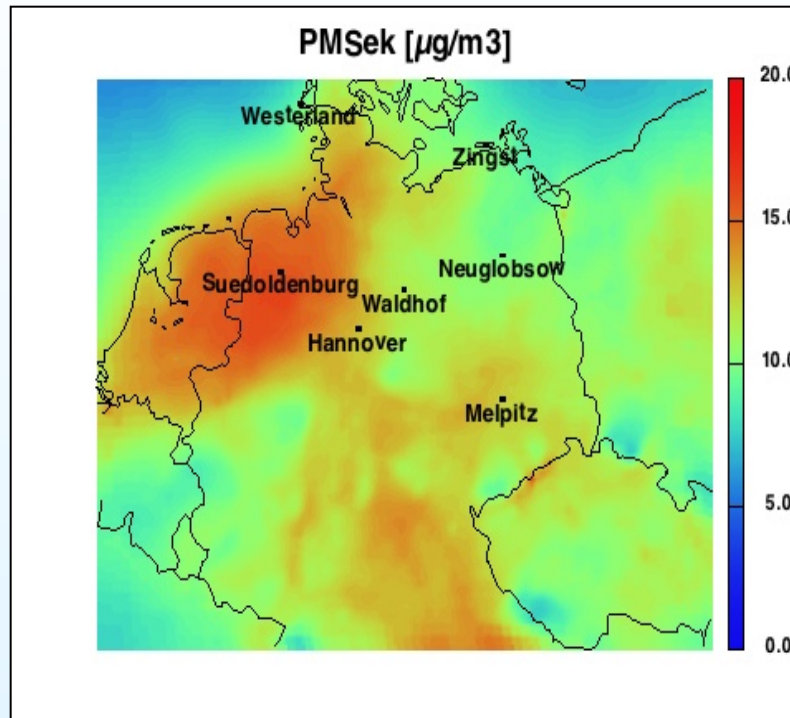 PMSek [µg/m3]
20.0
Westerland
Zingst
15.0
Neuglobsow
Suedoldenburg
Waldhof
Hannover
10.0
Melpitz
5.0
0.0